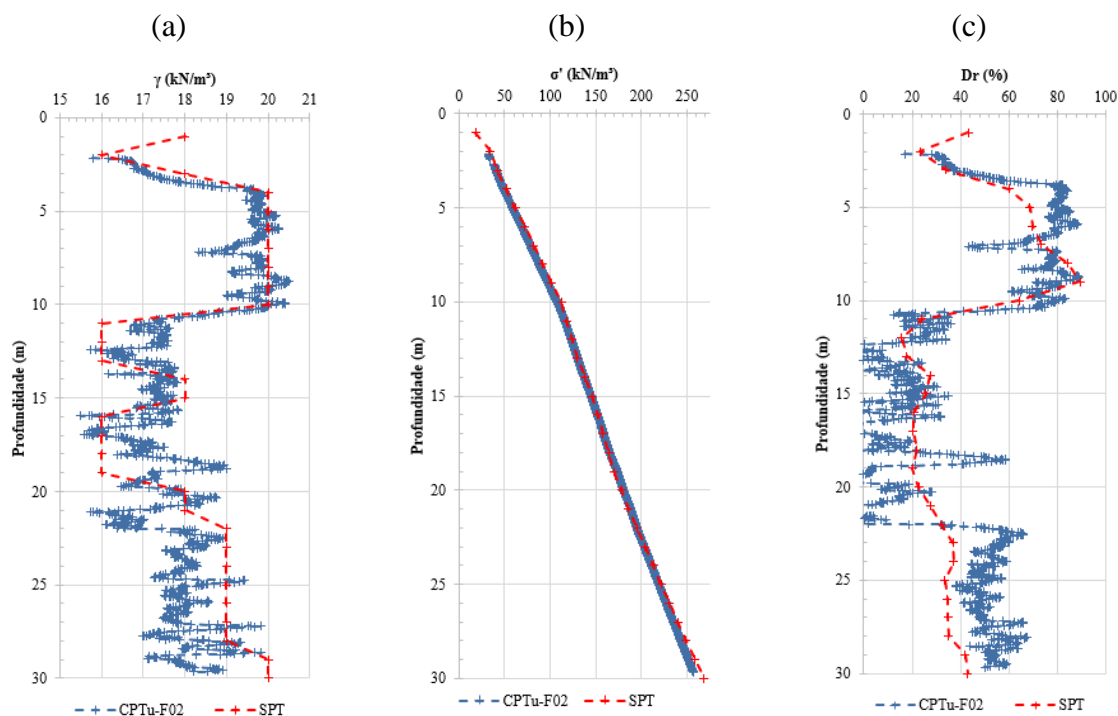 (a)
γ (kN/m³)
15 16 17 18 19 20 21
0
5
10
15
20
25
30
Profundidade (m)
CPTu-F02 SPT
(b)
σ' (kN/m³)
0 50 100 150 200 250
0
5
10
15
20
25
30
Profundidade (m)
CPTu-F02 SPT
(c)
Dr (%)
0 20 40 60 80 100
0
5
10
15
20
25
30
Profundidade (m)
CPTu-F02 SPT